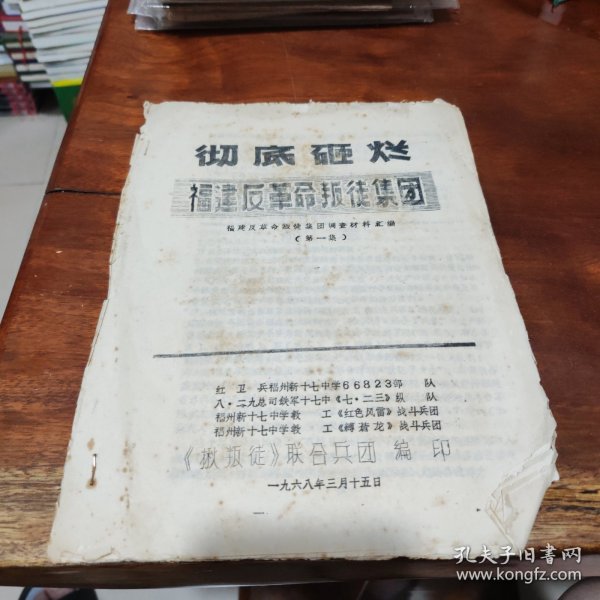 彻底砸烂
福建反革命叛徒集团
福建反革命叛徒集团调查材料汇编
(第一集)
红卫兵福州新十七中学66823部队
八·二九总司铁军十七中《七·二三》纵队
福州新十七中学教工《红色风雷》战斗兵团
福州新十七中学教工《缚苍龙》战斗兵团
《揪叛徒》联合兵团 编印
一九六八年三月十五日
孔夫子旧书网
www.kongfz.com